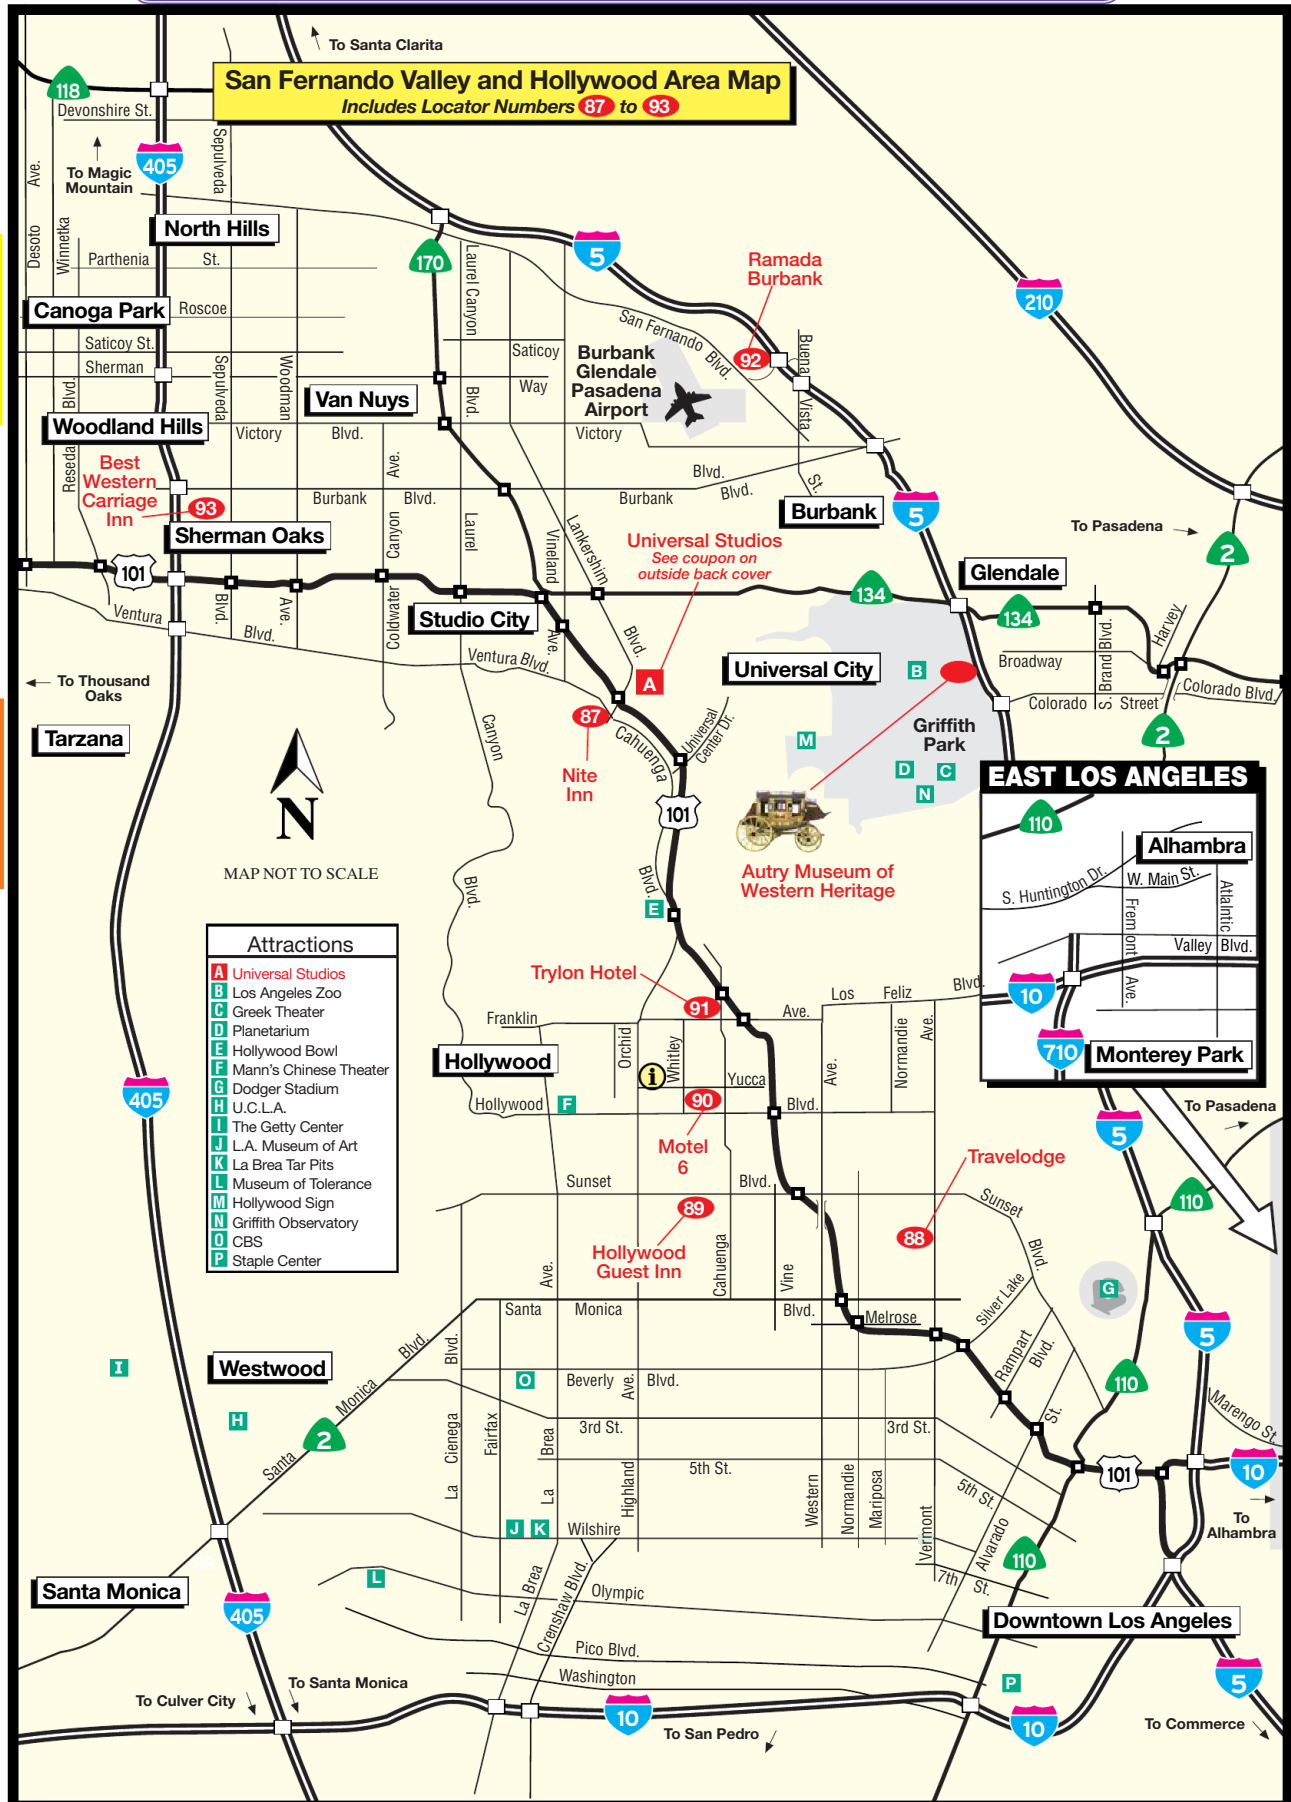 To Santa Clarita
San Fernando Valley and Hollywood Area Map
Includes Locator Numbers 87 to 93
118
Devonshire St.
405
To Magic
Mountain
Sepulveda
Desoto
Ave.
Winnetka
North Hills
Parthenia St.
170
5
210
Ramada
Burbank
92
Canoga Park
Roscoe
Saticoy St.
Sherman
Laurel Canyon
Blvd.
Saticoy
Way
San Fernando Blvd.
Burbank
Glendale
Pasadena
Airport
Buena
Vista
St.
Van Nuys
Sepulveda
Woodman
Reseda
Blvd.
Woodland Hills
Victory Blvd.
Victory
Blvd.
Best
Western
Carriage
Inn
93
Burbank Blvd.
Burbank
Blvd.
Burbank
5
Sherman Oaks
Ave.
Canyon
Coldwater
Laurel
Vineland
Ave.
Lankershim
Blvd.
Universal Studios
See coupon on
outside back cover
To Pasadena
2
101
134
Glendale
134
Ventura
Blvd.
Blvd.
Ave.
Studio City
Ventura Blvd.
A
Universal City
B
Broadway
S. Brand Blvd.
Harvey
Colorado Street
Colorado Blvd.
2
To Thousand
Oaks
Tarzana
N
MAP NOT TO SCALE
Canyon
Blvd.
87
Nite
Inn
Cahuenga
Blvd.
Universal
Center Dr.
M
Griffith
Park
D
C
N
101
Autry Museum of
Western Heritage
EAST LOS ANGELES
110
Alhambra
S. Huntington Dr.
W. Main St.
Fremont
Ave.
Atlalntic
Valley Blvd.
10
710
Monterey Park
Attractions
A Universal Studios
B Los Angeles Zoo
C Greek Theater
D Planetarium
E Hollywood Bowl
F Mann's Chinese Theater
G Dodger Stadium
H U.C.L.A.
I The Getty Center
J L.A. Museum of Art
K La Brea Tar Pits
L Museum of Tolerance
M Hollywood Sign
N Griffith Observatory
O CBS
P Staple Center
E
Trylon Hotel
91
Los Feliz Blvd.
Franklin
Ave.
Hollywood
Orchid
i
Whitley
Yucca
Ave.
Normandie
Ave.
90
Hollywood
F
Blvd.
Motel
6
405
5
To Pasadena
Travelodge
110
Sunset
Blvd.
Sunset
Blvd.
89
88
Hollywood
Guest Inn
Ave.
Cahuenga
Vine
Silver Lake
G
Santa Monica
Blvd.
Melrose
5
Blvd.
Blvd.
Rampart
Blvd.
I
Westwood
O
Beverly
Ave.
Blvd.
110
Monica
H
2
Santa
La
Cienega
Fairfax
La
Brea
3rd St.
3rd St.
St.
Marengo St.
Highland
5th St.
Western
Normandie
Mariposa
5th St.
101
10
To
Alhambra
J
K
Wilshire
Vermont
Alvarado
110
7th St.
L
Santa Monica
405
La Brea
Crenshaw Blvd.
Olympic
Downtown Los Angeles
Pico Blvd.
Washington
P
5
To Culver City
To Santa Monica
10
To San Pedro
10
To Commerce